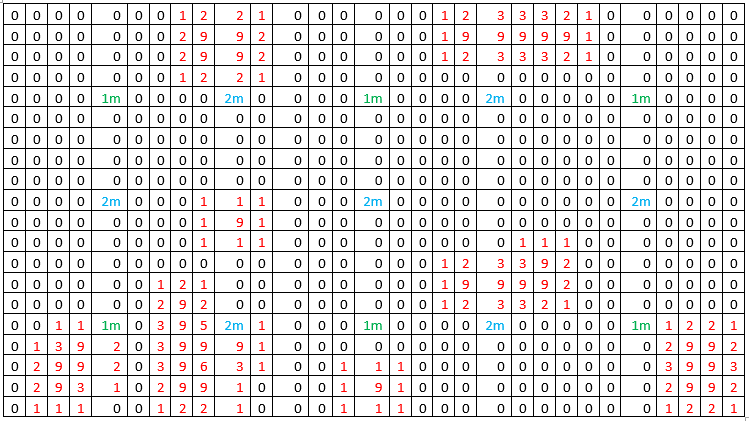 0 0 0 0 0 0 0 1 2 2 1 0 0 0 0 0 0 1 2 3 3 3 2 1 0 0 0 0 0 0
0 0 0 0 0 0 0 2 9 9 2 0 0 0 0 0 0 1 9 9 9 9 9 1 0 0 0 0 0 0
0 0 0 0 0 0 0 2 9 9 2 0 0 0 0 0 0 1 2 3 3 3 2 1 0 0 0 0 0 0
0 0 0 0 0 0 0 1 2 2 1 0 0 0 0 0 0 0 0 0 0 0 0 0 0 0 0 0 0 0
0 0 0 0 1m 0 0 0 0 2m 0 0 0 0 1m 0 0 0 0 2m 0 0 0 0 0 1m 0 0 0 0
0 0 0 0 0 0 0 0 0 0 0 0 0 0 0 0 0 0 0 0 0 0 0 0 0 0 0 0 0 0
0 0 0 0 0 0 0 0 0 0 0 0 0 0 0 0 0 0 0 0 0 0 0 0 0 0 0 0 0 0
0 0 0 0 0 0 0 0 0 0 0 0 0 0 0 0 0 0 0 0 0 0 0 0 0 0 0 0 0 0
0 0 0 0 2m 0 0 0 1 1 1 0 0 0 2m 0 0 0 0 0 0 0 0 0 0 2m 0 0 0 0
0 0 0 0 0 0 0 0 1 9 1 0 0 0 0 0 0 0 0 0 0 0 0 0 0 0 0 0 0 0
0 0 0 0 0 0 0 0 1 1 1 0 0 0 0 0 0 0 0 0 1 1 1 0 0 0 0 0 0 0
0 0 0 0 0 0 0 0 0 0 0 0 0 0 0 0 0 1 2 3 3 9 2 0 0 0 0 0 0 0
0 0 0 0 0 0 1 2 1 0 0 0 0 0 0 0 0 1 9 9 9 9 2 0 0 0 0 0 0 0
0 0 0 0 0 0 2 9 2 0 0 0 0 0 0 0 0 1 2 3 3 2 1 0 0 0 0 0 0 0
0 0 1 1 1m 0 3 9 5 2m 1 0 0 0 1m 0 0 0 0 2m 0 0 0 0 0 1m 1 2 2 1
0 1 3 9 2 0 3 9 9 9 1 0 0 0 0 0 0 0 0 0 0 0 0 0 0 0 2 9 9 2
0 2 9 9 2 0 3 9 6 3 1 0 0 1 1 1 0 0 0 0 0 0 0 0 0 0 3 9 9 3
0 2 9 3 1 0 2 9 9 1 0 0 0 1 9 1 0 0 0 0 0 0 0 0 0 0 2 9 9 2
0 1 1 1 0 0 1 2 2 1 0 0 0 1 1 1 0 0 0 0 0 0 0 0 0 0 1 2 2 1